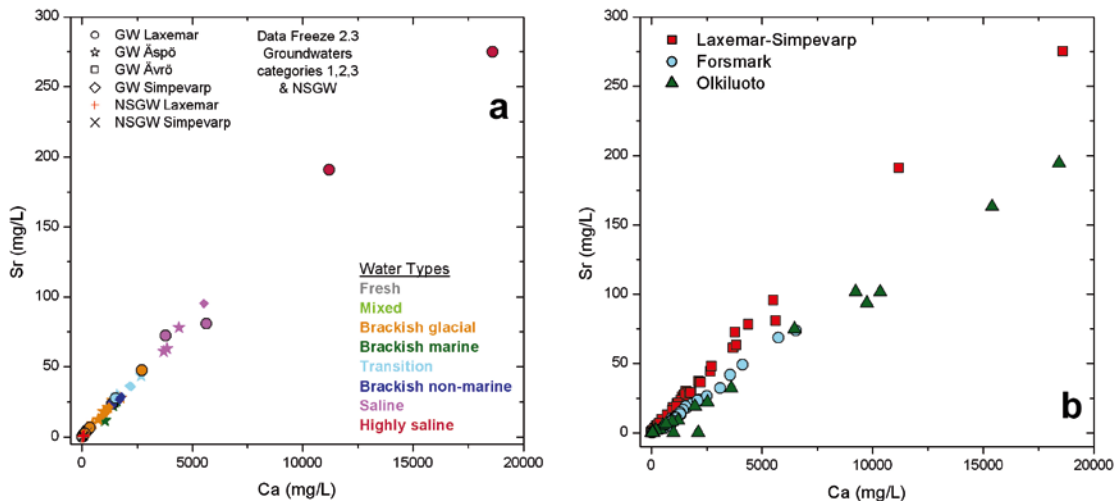 300
250
200
150
100
50
0
Sr (mg/L)
GW Laxemar
GW Äspö
GW Ävrö
GW Simpevarp
NSGW Laxemar
NSGW Simpevarp
Data Freeze 2.3
Groundwaters
categories 1,2,3
& NSGW
a
Water Types
Fresh
Mixed
Brackish glacial
Brackish marine
Transition
Brackish non-marine
Saline
Highly saline
0 5000 10000 15000 20000
Ca (mg/L)
300
250
200
150
100
50
0
Sr (mg/L)
Laxemar-Simpevarp
Forsmark
Olkiluoto
b
0 5000 10000 15000 20000
Ca (mg/L)